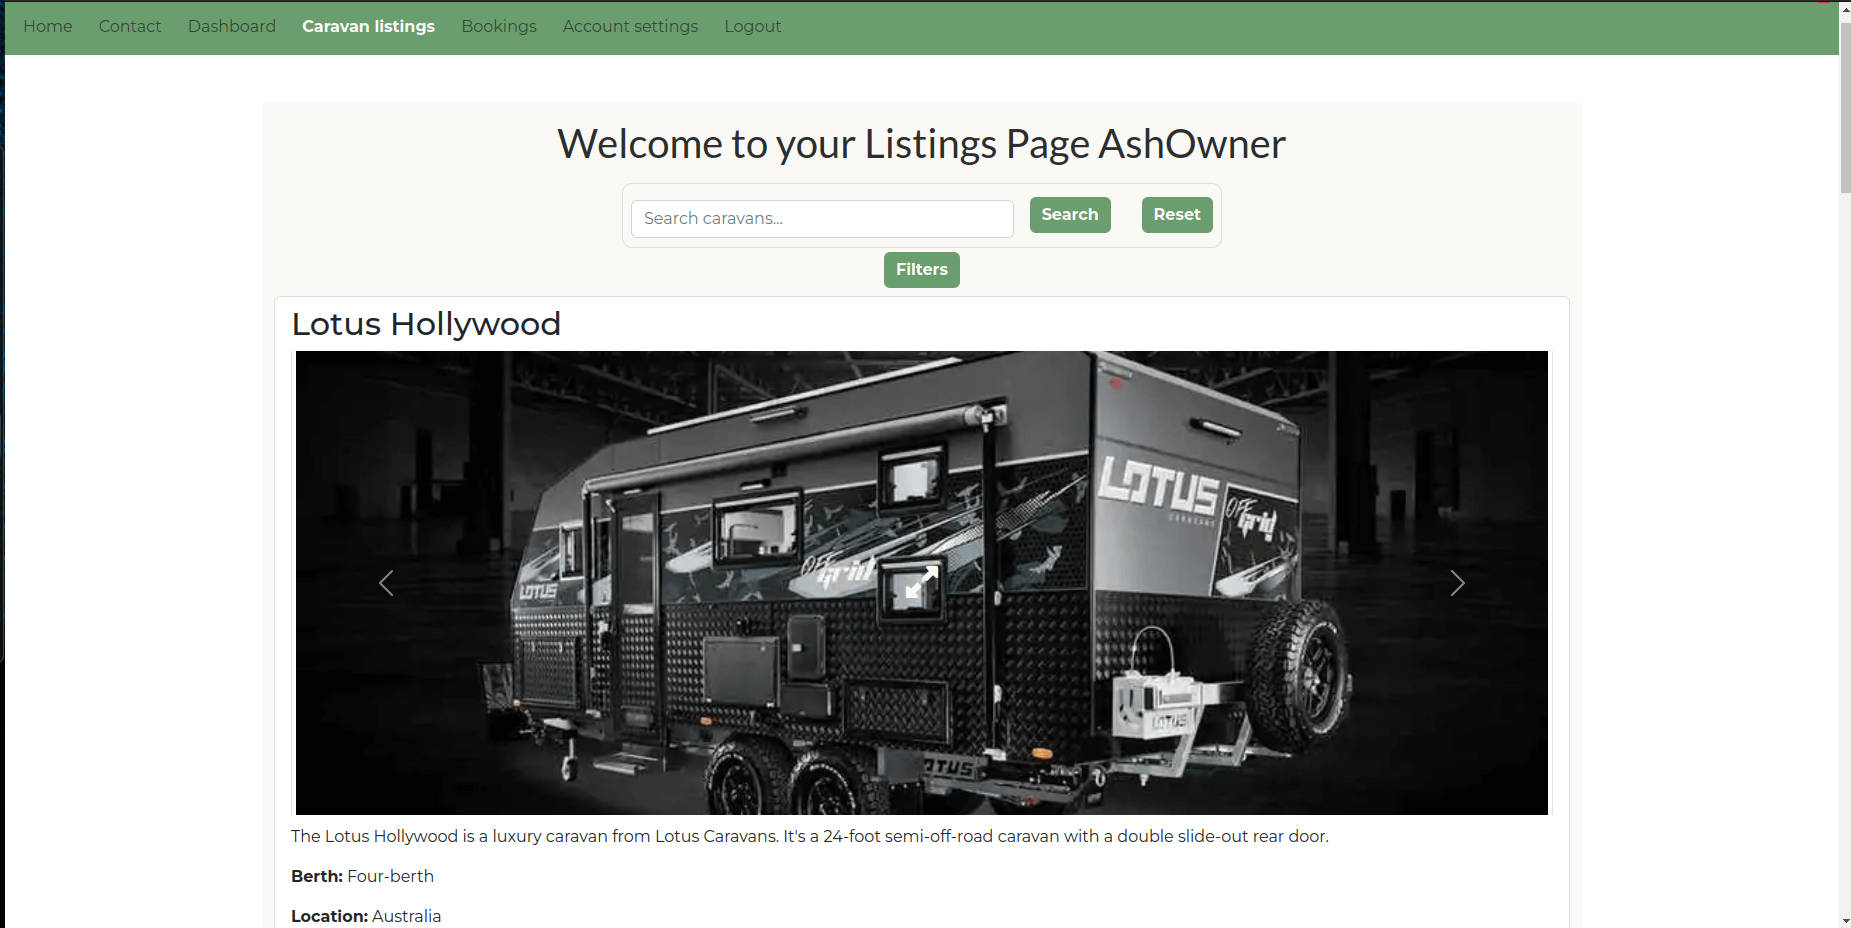 Home Contact Dashboard Caravan listings Bookings Account settings Logout
Welcome to your Listings Page AshOwner
Search caravans... Search Reset
Filters
Lotus Hollywood
LOTUS
CARAVANS
OFF Grid
OFF Grid
LOTUS
LOTUS
LOTUS
The Lotus Hollywood is a luxury caravan from Lotus Caravans. It's a 24-foot semi-off-road caravan with a double slide-out rear door.
Berth: Four-berth
Location: Australia